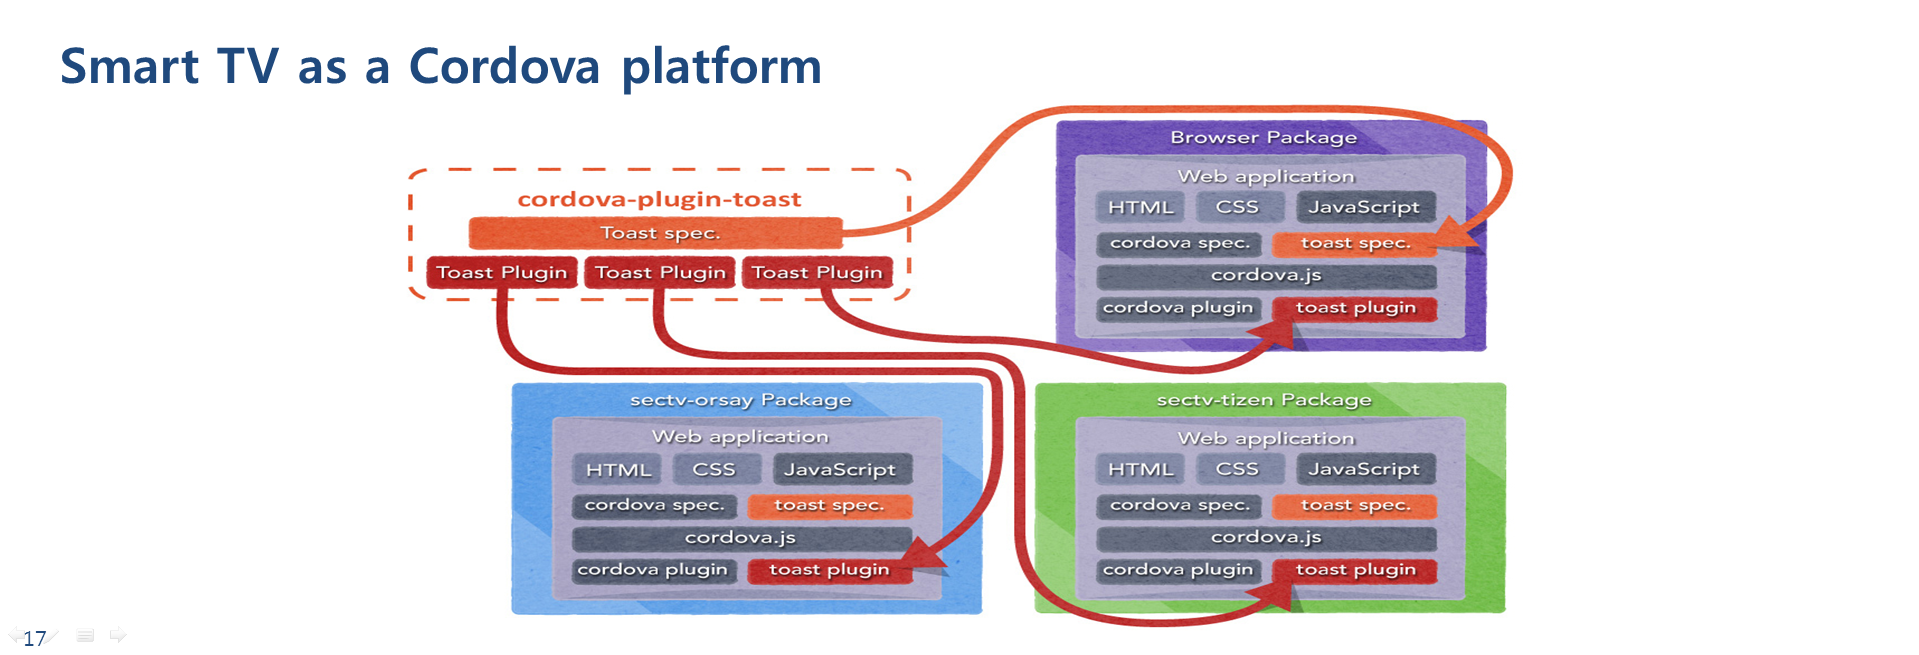 Smart TV as a Cordova platform
cordova-plugin-toast
Toast spec.
Toast Plugin Toast Plugin Toast Plugin
Browser Package
Web application
HTML CSS JavaScript
cordova spec. toast spec.
cordova.js
cordova plugin toast plugin
sectv-orsay Package
Web application
HTML CSS JavaScript
cordova spec. toast spec.
cordova.js
cordova plugin toast plugin
sectv-tizen Package
Web application
HTML CSS JavaScript
cordova spec. toast spec.
cordova.js
cordova plugin toast plugin
17